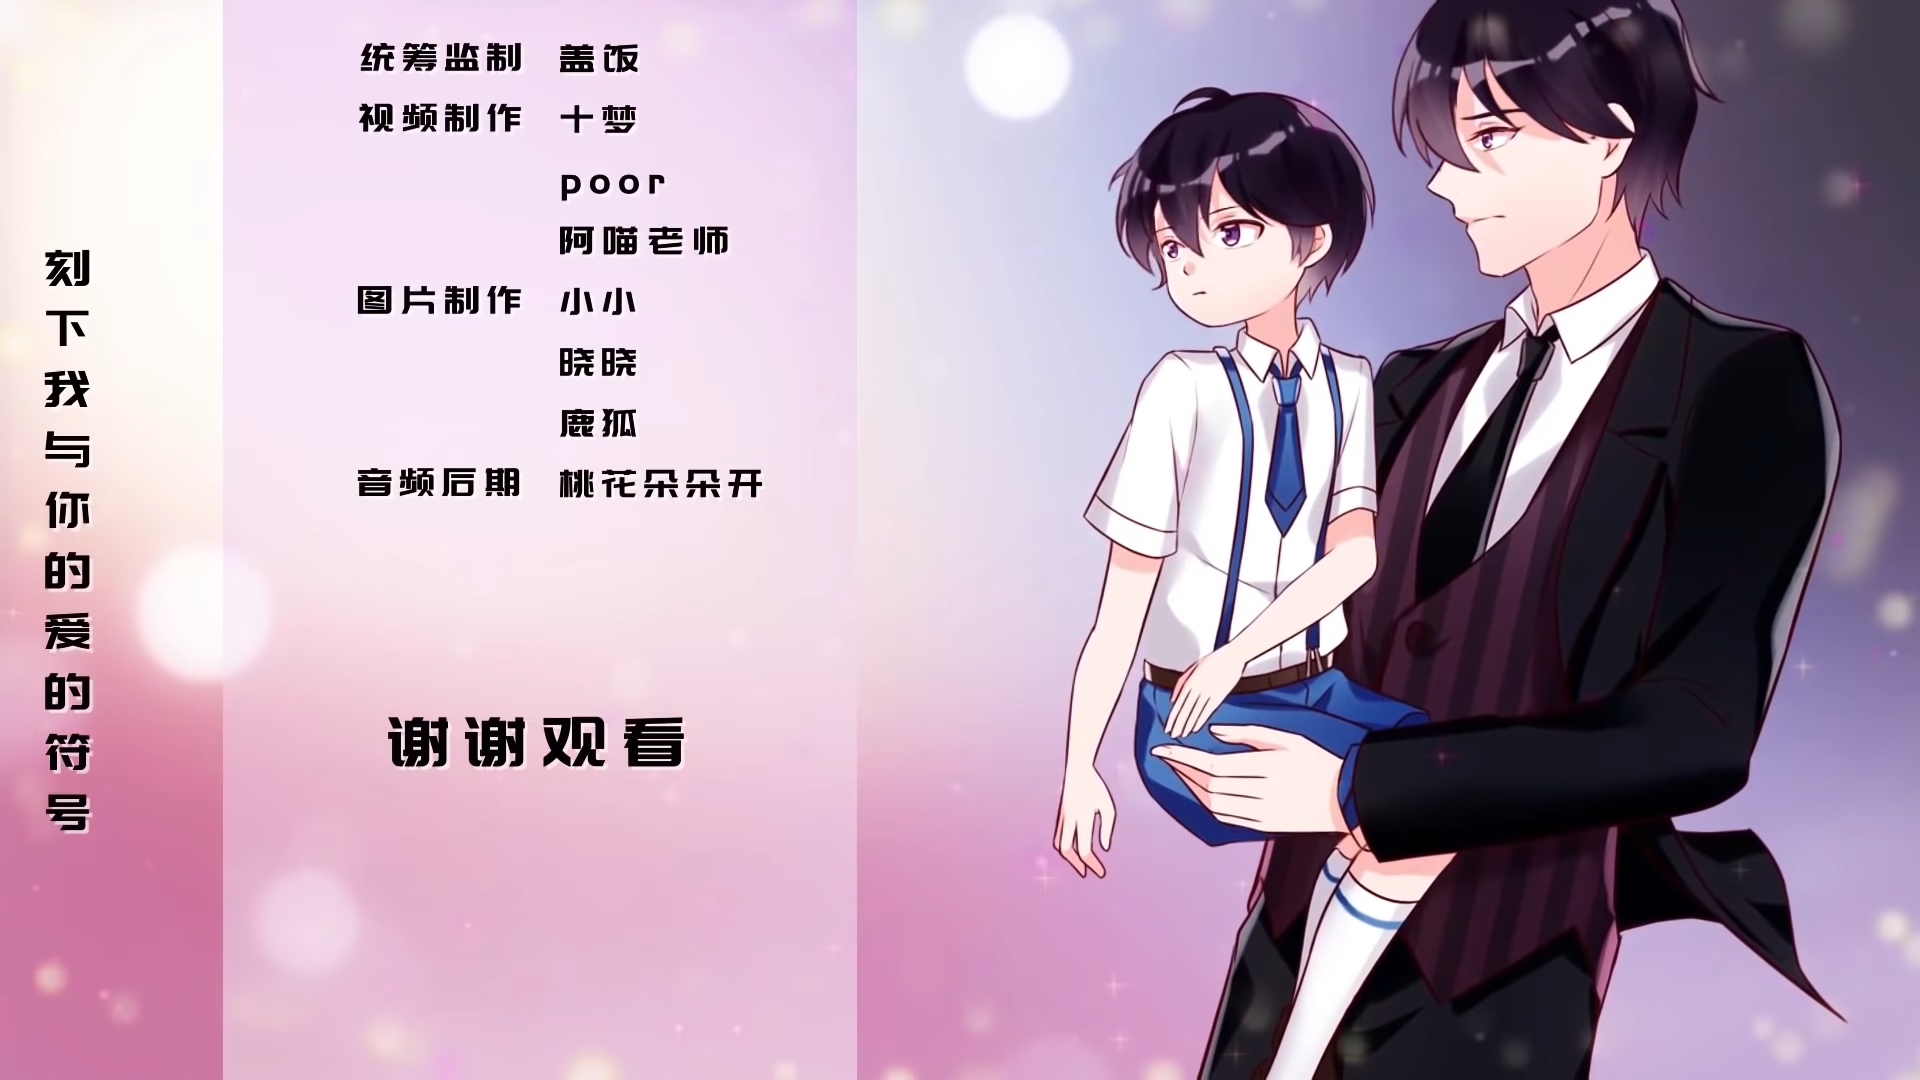 刻下我与你的爱的符号
统筹监制 盖饭
视频制作 十梦
poor
阿喵老师
图片制作 小小
晓晓
鹿狐
音频后期 桃花朵朵开
谢谢观看